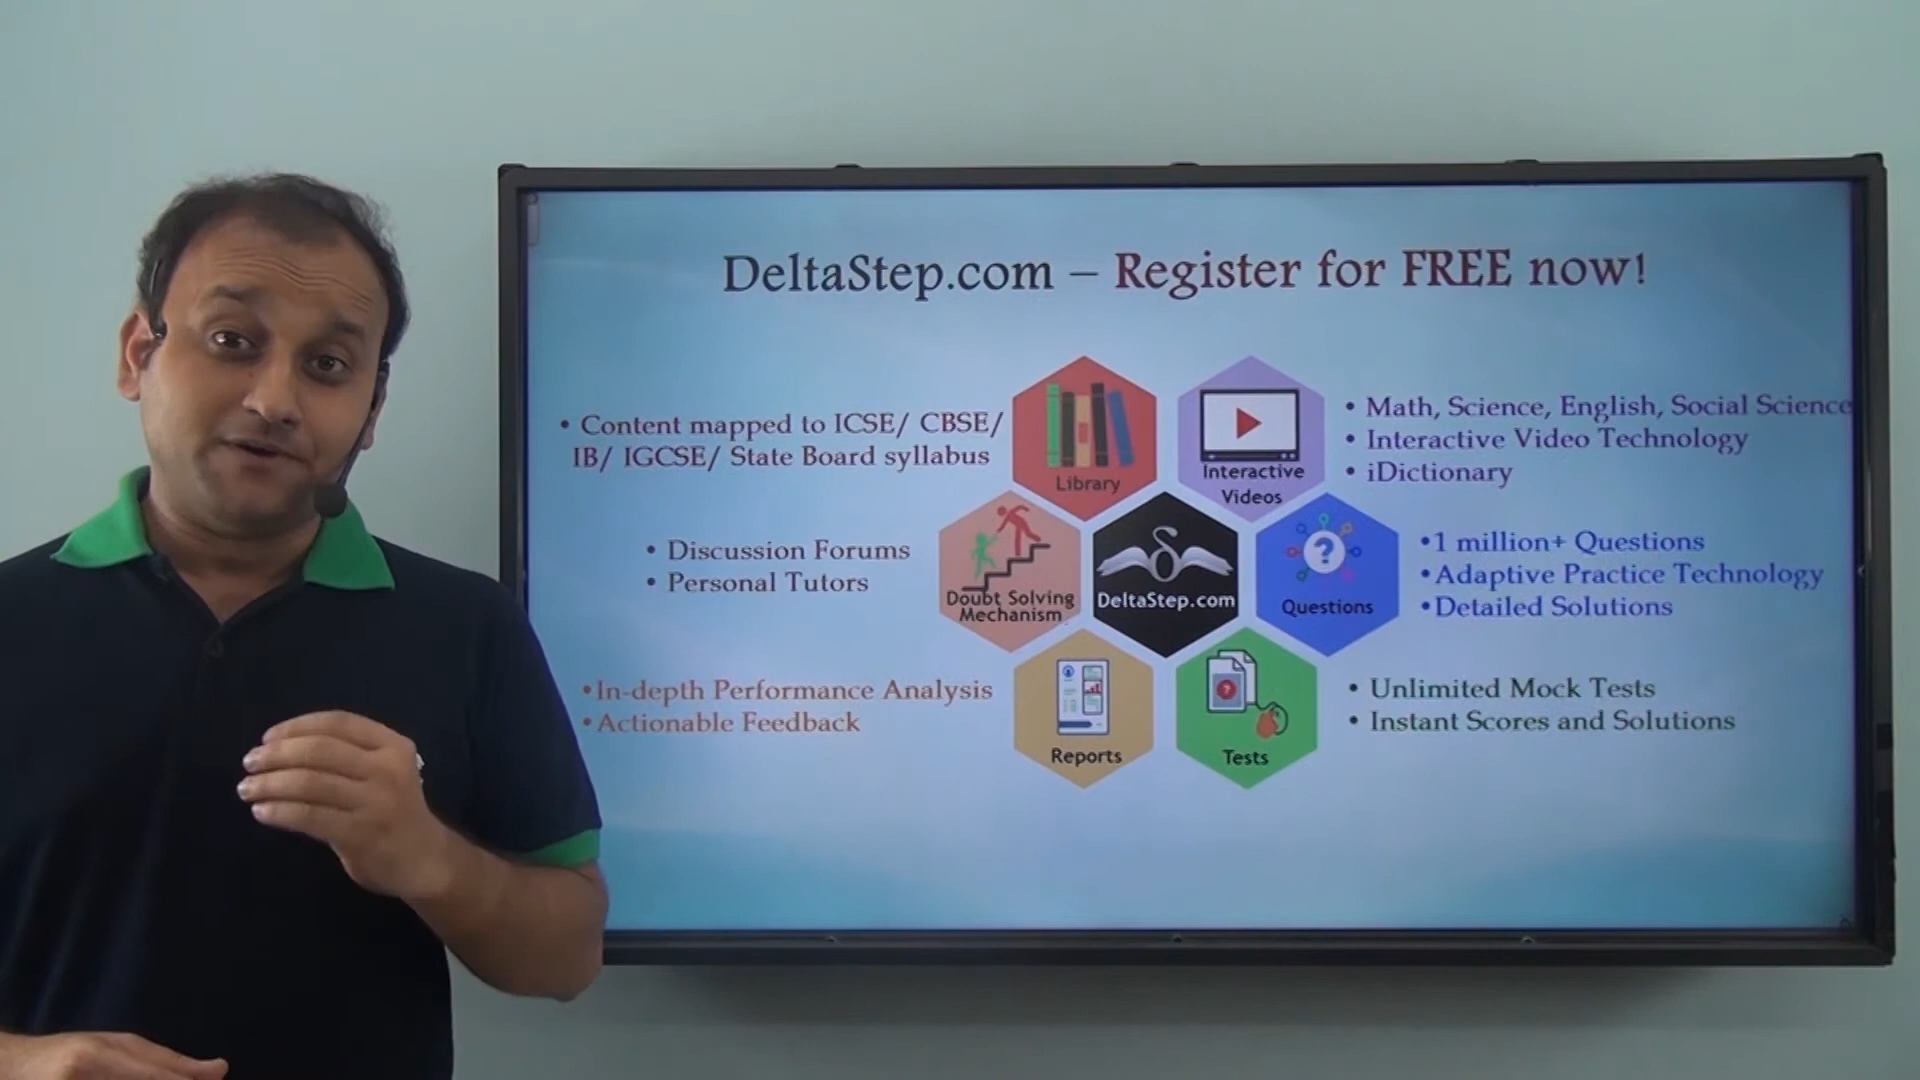 DeltaStep.com – Register for FREE now!
• Content mapped to ICSE/ CBSE/
IB/ IGCSE/ State Board syllabus
Library
Interactive
Videos
• Math, Science, English, Social Science
• Interactive Video Technology
• iDictionary
• Discussion Forums
• Personal Tutors
Doubt Solving
Mechanism
δ
DeltaStep.com
?
Questions
•1 million+ Questions
•Adaptive Practice Technology
•Detailed Solutions
•In-depth Performance Analysis
•Actionable Feedback
Reports
?
Tests
• Unlimited Mock Tests
• Instant Scores and Solutions